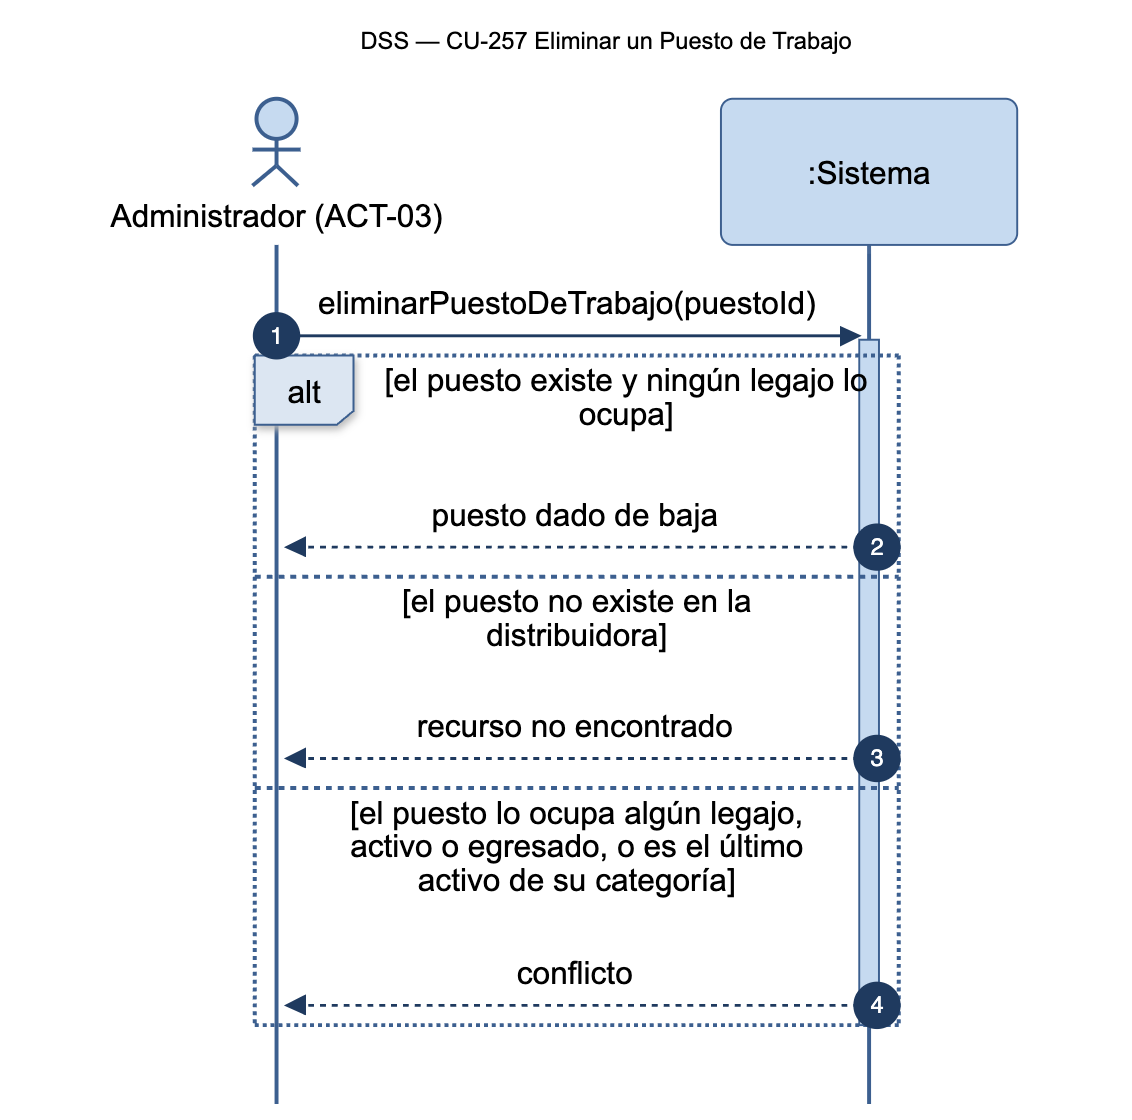 DSS — CU-257 Eliminar un Puesto de Trabajo
:Sistema
Administrador (ACT-03)
eliminarPuestoDeTrabajo(puestoId)
1
alt
[el puesto existe y ningún legajo lo
ocupa]
puesto dado de baja
2
[el puesto no existe en la
distribuidora]
recurso no encontrado
3
[el puesto lo ocupa algún legajo,
activo o egresado, o es el último
activo de su categoría]
conflicto
4